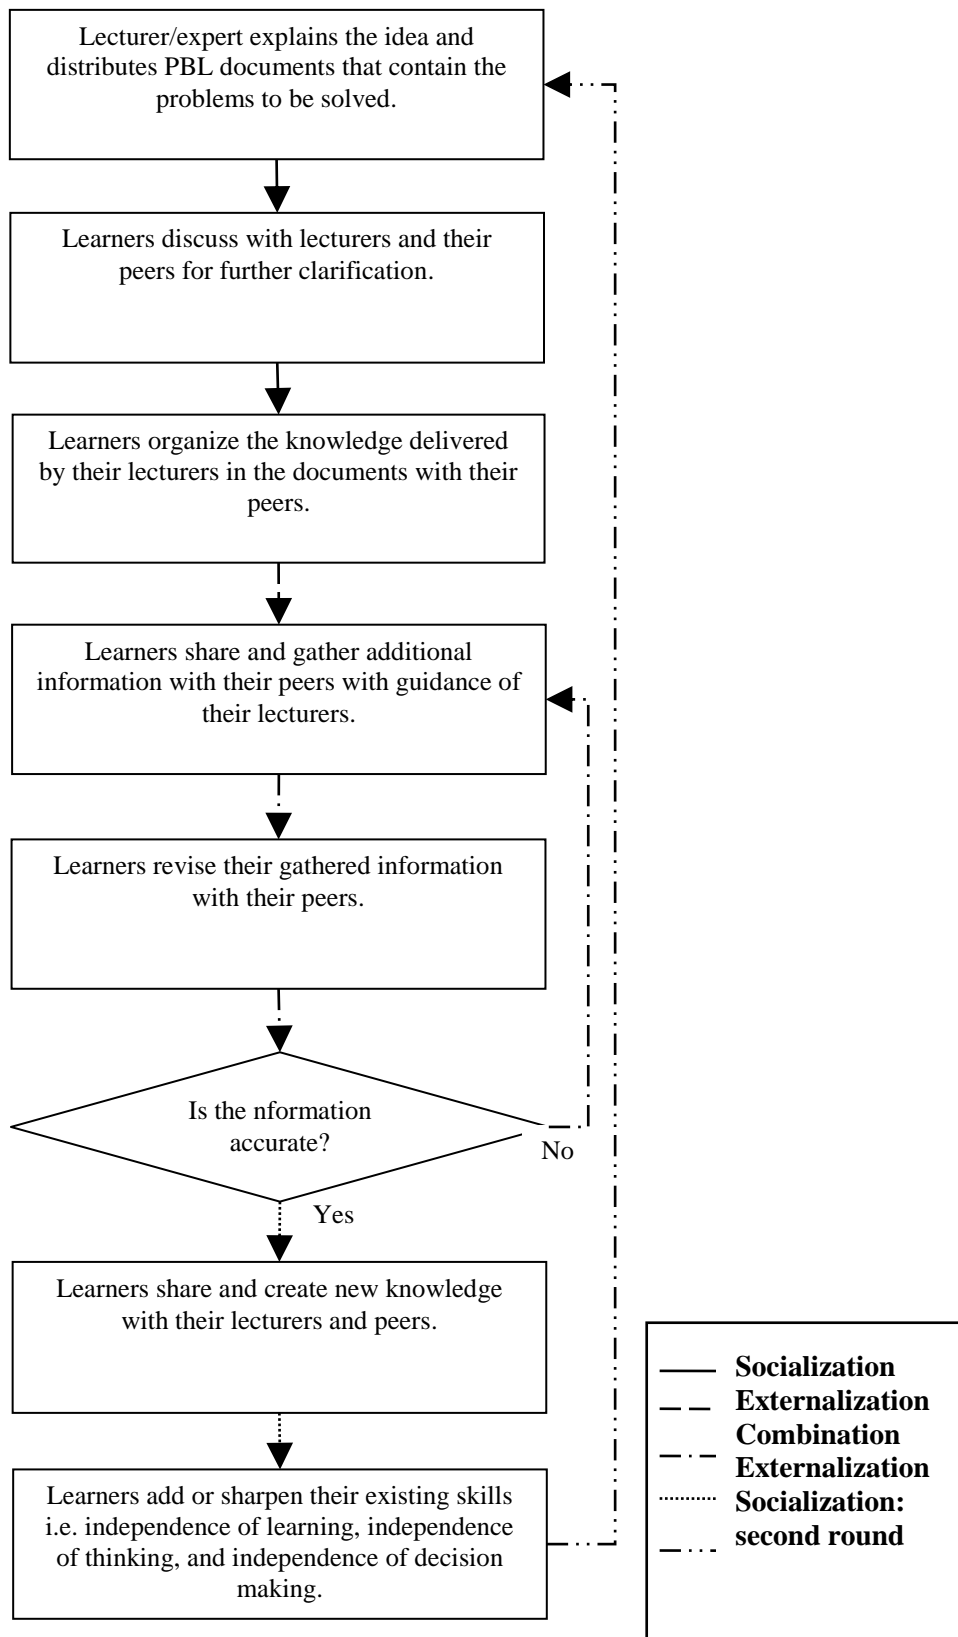 Lecturer/expert explains the idea and
distributes PBL documents that contain the
problems to be solved.
Learners discuss with lecturers and their
peers for further clarification.
Learners organize the knowledge delivered
by their lecturers in the documents with their
peers.
Learners share and gather additional
information with their peers with guidance of
their lecturers.
Learners revise their gathered information
with their peers.
Is the nformation
accurate?
No
Yes
Learners share and create new knowledge
with their lecturers and peers.
Learners add or sharpen their existing skills
i.e. independence of learning, independence
of thinking, and independence of decision
making.
Socialization
Externalization
Combination
Externalization
Socialization:
second round